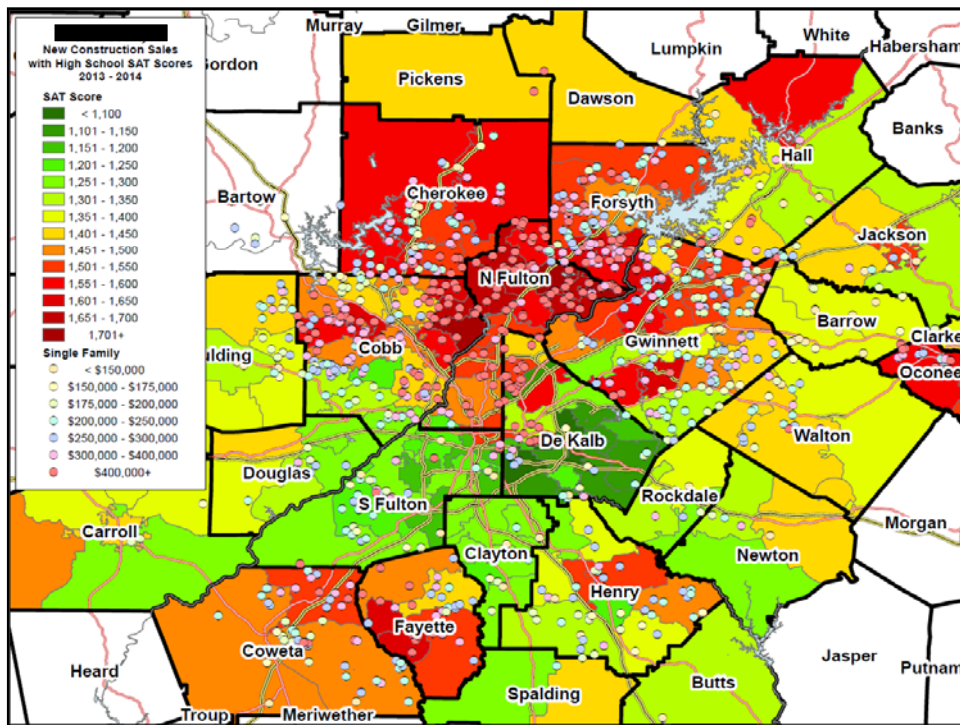 New Construction Sales
with High School SAT Scores
2013 - 2014
SAT Score
< 1,100
1,101 - 1,150
1,151 - 1,200
1,201 - 1,250
1,251 - 1,300
1,301 - 1,350
1,351 - 1,400
1,401 - 1,450
1,451 - 1,500
1,501 - 1,550
1,551 - 1,600
1,601 - 1,650
1,651 - 1,700
1,701+
Single Family
< $150,000
$150,000 - $175,000
$175,000 - $200,000
$200,000 - $250,000
$250,000 - $300,000
$300,000 - $400,000
$400,000+
Murray
Gilmer
White
Lumpkin
Habersham
Gordon
Pickens
Dawson
Banks
Hall
Bartow
Cherokee
Forsyth
Jackson
N Fulton
Barrow
Clarke
Cobb
Gwinnett
ulding
Oconee
De Kalb
Walton
Douglas
S Fulton
Rockdale
Carroll
Morgan
Clayton
Newton
Henry
Fayette
Coweta
Heard
Jasper
Putnam
Butts
Spalding
Troup
Meriwether